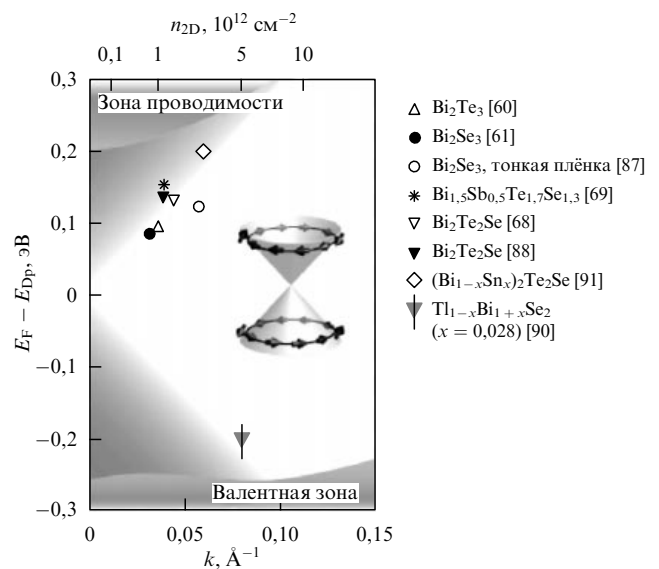 n₂D, 10¹² см⁻²
0,1 1 5 10
0,3
0,2
0,1
0
−0,1
−0,2
−0,3
E_F − E_Dp, эВ
Зона проводимости
Валентная зона
0 0,05 0,10 0,15
k, Å⁻¹
Bi₂Te₃ [60]
Bi₂Se₃ [61]
Bi₂Se₃, тонкая плёнка [87]
Bi₁,₅Sb₀,₅Te₁,₇Se₁,₃ [69]
Bi₂Te₂Se [68]
Bi₂Te₂Se [88]
(Bi₁₋ₓSnₓ)₂Te₂Se [91]
Tl₁₋ₓBi₁₊ₓSe₂
(x = 0,028) [90]